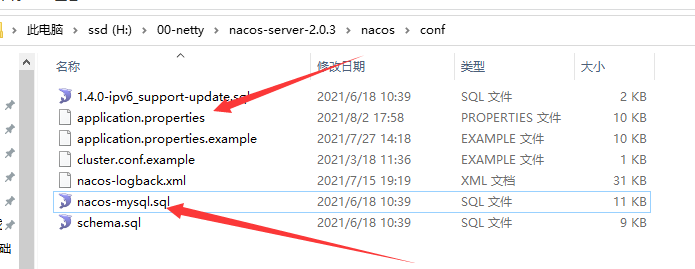 此电脑 > ssd (H:) > 00-netty > nacos-server-2.0.3 > nacos > conf
名称 修改日期 类型 大小
1.4.0-ipv6_support-update.sql 2021/6/18 10:39 SQL 文件 2 KB
application.properties 2021/8/2 17:58 PROPERTIES 文件 10 KB
application.properties.example 2021/7/27 14:18 EXAMPLE 文件 10 KB
cluster.conf.example 2021/3/18 11:36 EXAMPLE 文件 1 KB
nacos-logback.xml 2021/7/15 19:19 XML 文档 31 KB
nacos-mysql.sql 2021/6/18 10:39 SQL 文件 11 KB
schema.sql 2021/6/18 10:39 SQL 文件 9 KB
础